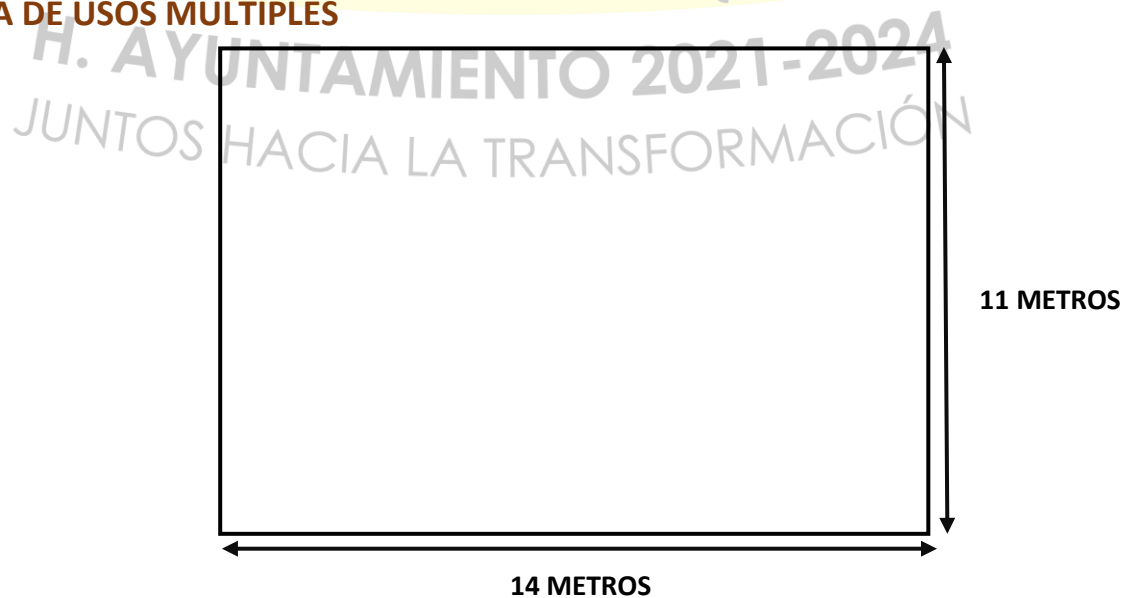 A DE USOS MULTIPLES
H. AYUNTAMIENTO 2021-2024
JUNTOS HACIA LA TRANSFORMACIÓN
11 METROS
14 METROS